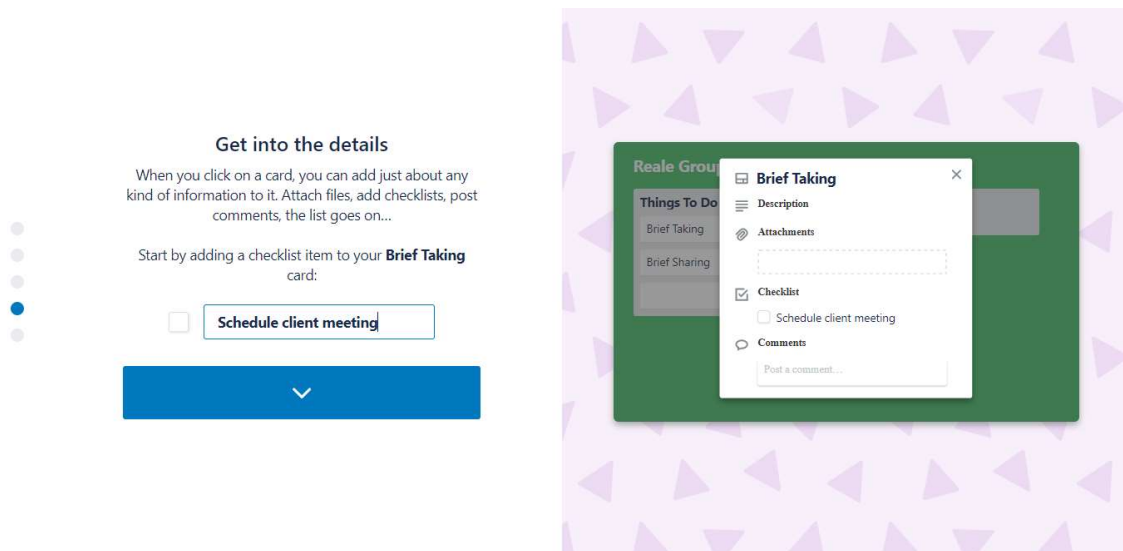 Get into the details
When you click on a card, you can add just about any
kind of information to it. Attach files, add checklists, post
comments, the list goes on...
Start by adding a checklist item to your Brief Taking
card:
Schedule client meeting
Reale Grou
Things To Do
Brief Taking
Brief Sharing
Brief Taking
Description
Attachments
Checklist
Schedule client meeting
Comments
Post a comment...